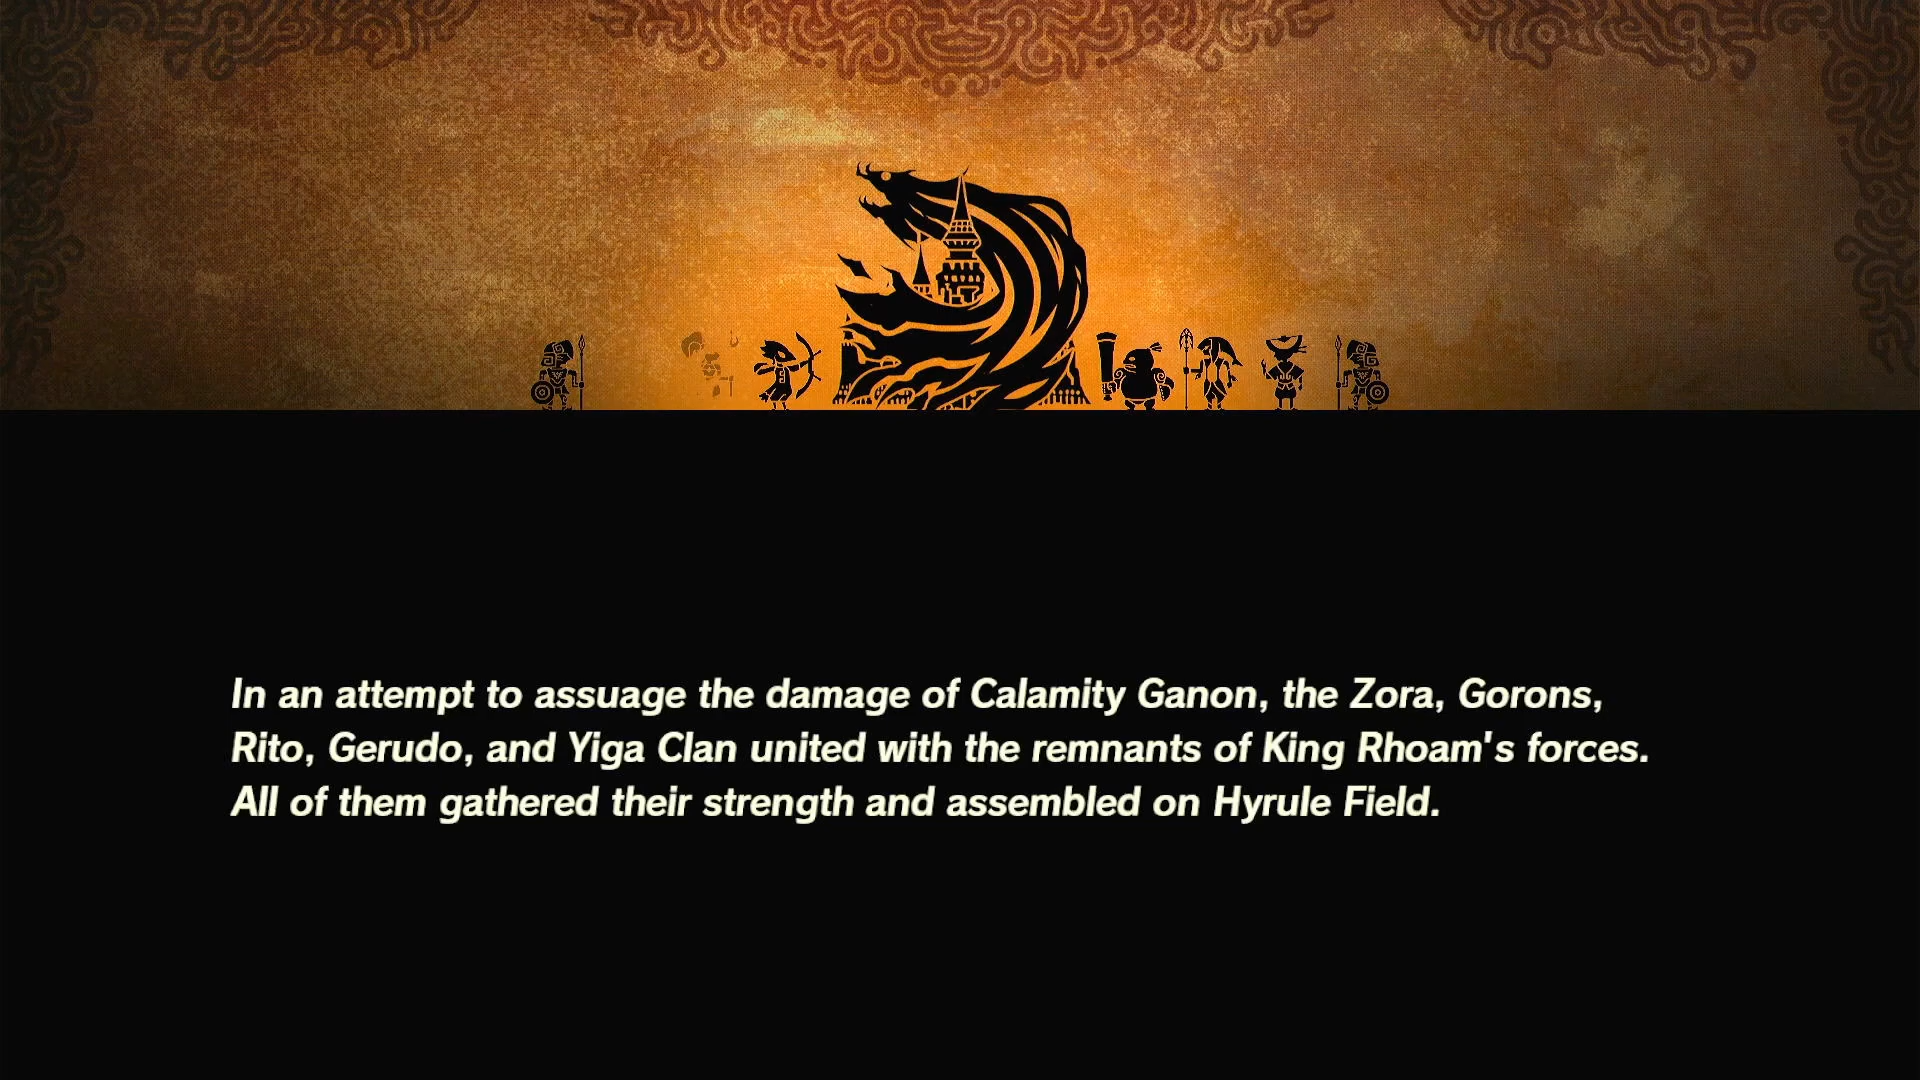 In an attempt to assuage the damage of Calamity Ganon, the Zora, Gorons,
Rito, Gerudo, and Yiga Clan united with the remnants of King Rhoam's forces.
All of them gathered their strength and assembled on Hyrule Field.